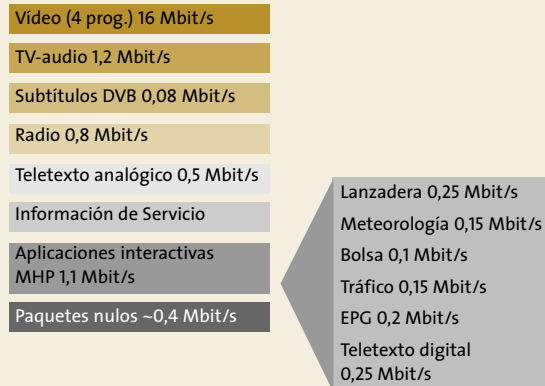 Vídeo (4 prog.) 16 Mbit/s
TV-audio 1,2 Mbit/s
Subtítulos DVB 0,08 Mbit/s
Radio 0,8 Mbit/s
Teletexto analógico 0,5 Mbit/s
Información de Servicio
Aplicaciones interactivas
MHP 1,1 Mbit/s
Paquetes nulos ~0,4 Mbit/s
Lanzadera 0,25 Mbit/s
Meteorología 0,15 Mbit/s
Bolsa 0,1 Mbit/s
Tráfico 0,15 Mbit/s
EPG 0,2 Mbit/s
Teletexto digital
0,25 Mbit/s